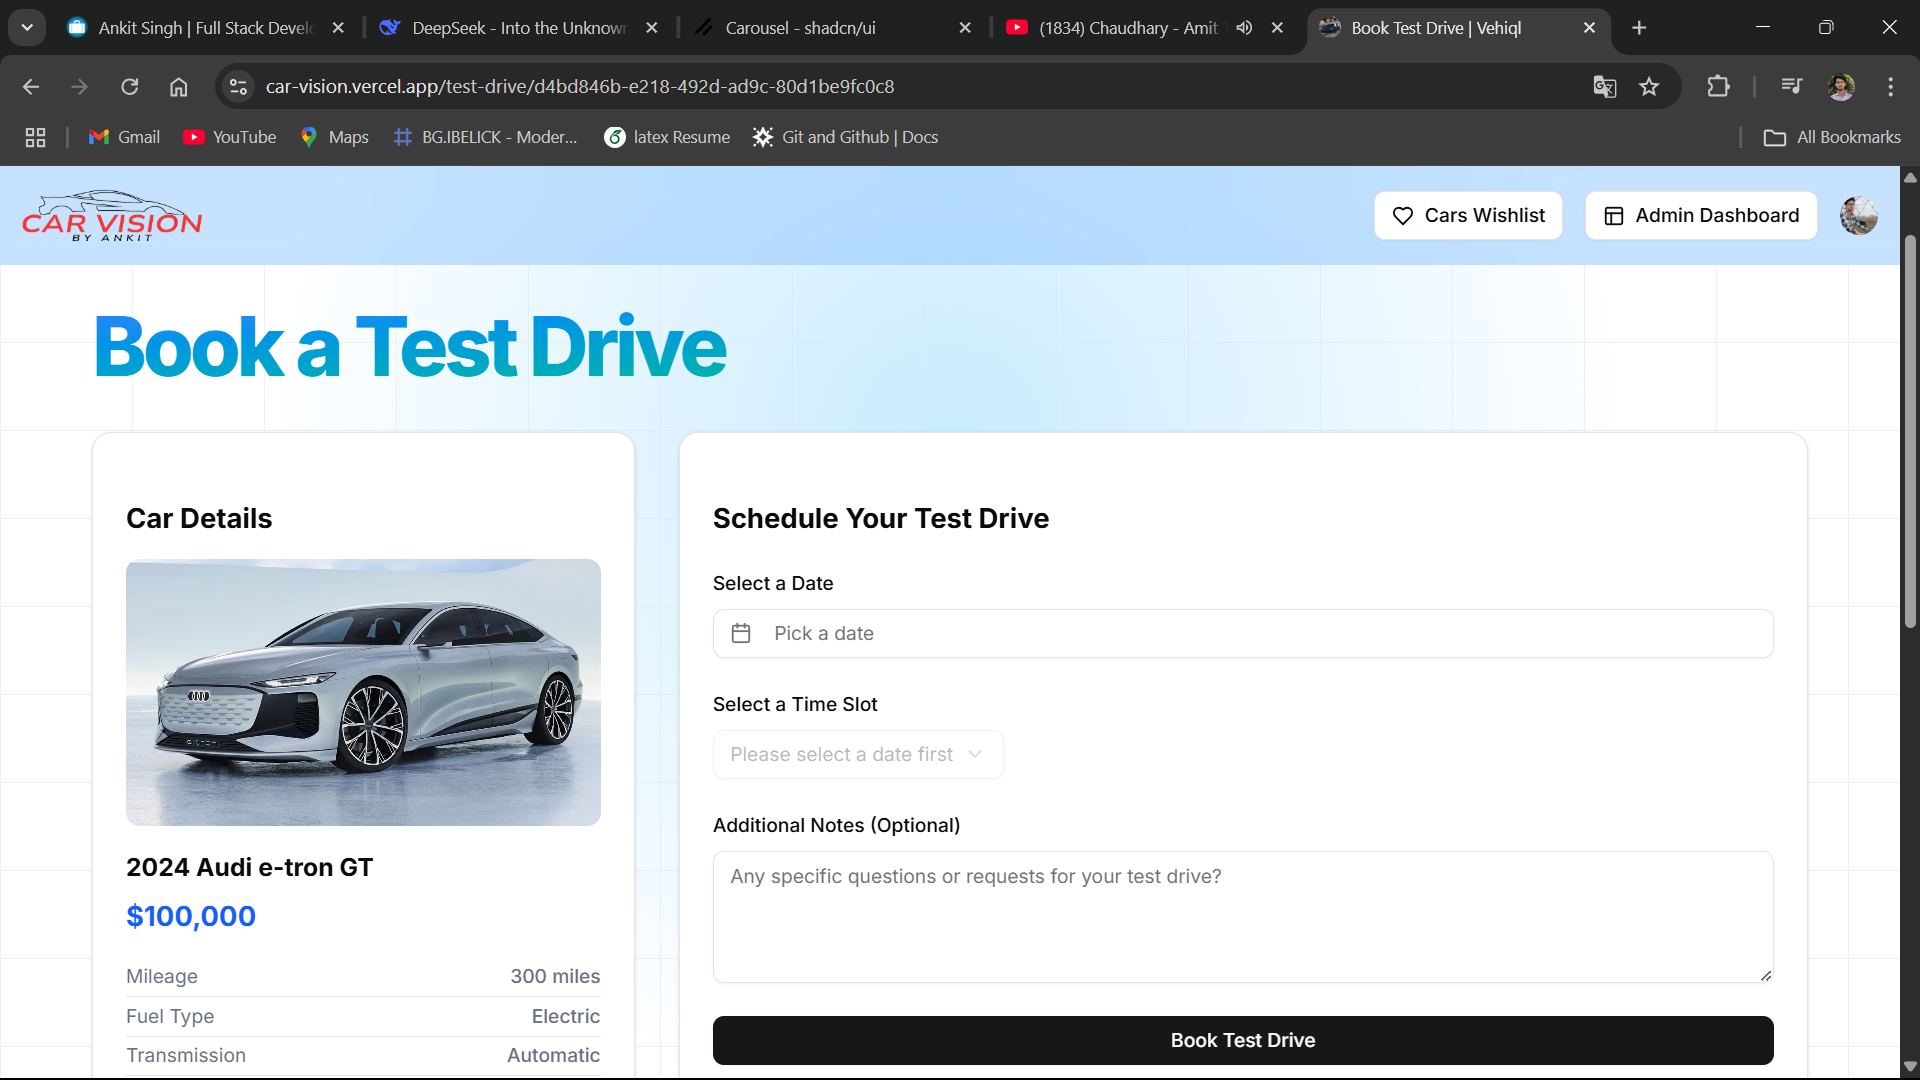 Ankit Singh | Full Stack Develo
DeepSeek - Into the Unknown
Carousel - shadcn/ui
(1834) Chaudhary - Amit T
Book Test Drive | Vehiql
car-vision.vercel.app/test-drive/d4bd846b-e218-492d-ad9c-80d1be9fc0c8
Gmail
YouTube
Maps
BG.IBELICK - Moder...
latex Resume
Git and Github | Docs
All Bookmarks
CAR VISION
BY ANKIT
Cars Wishlist
Admin Dashboard
Book a Test Drive
Car Details
2024 Audi e-tron GT
$100,000
Mileage 300 miles
Fuel Type Electric
Transmission Automatic
Schedule Your Test Drive
Select a Date
Pick a date
Select a Time Slot
Please select a date first
Additional Notes (Optional)
Any specific questions or requests for your test drive?
Book Test Drive